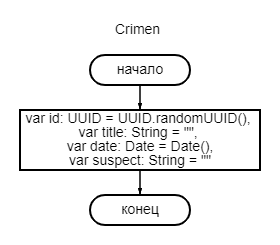 Crimen
начало
var id: UUID = UUID.randomUUID(),
var title: String = "",
var date: Date = Date(),
var suspect: String = ""
конец